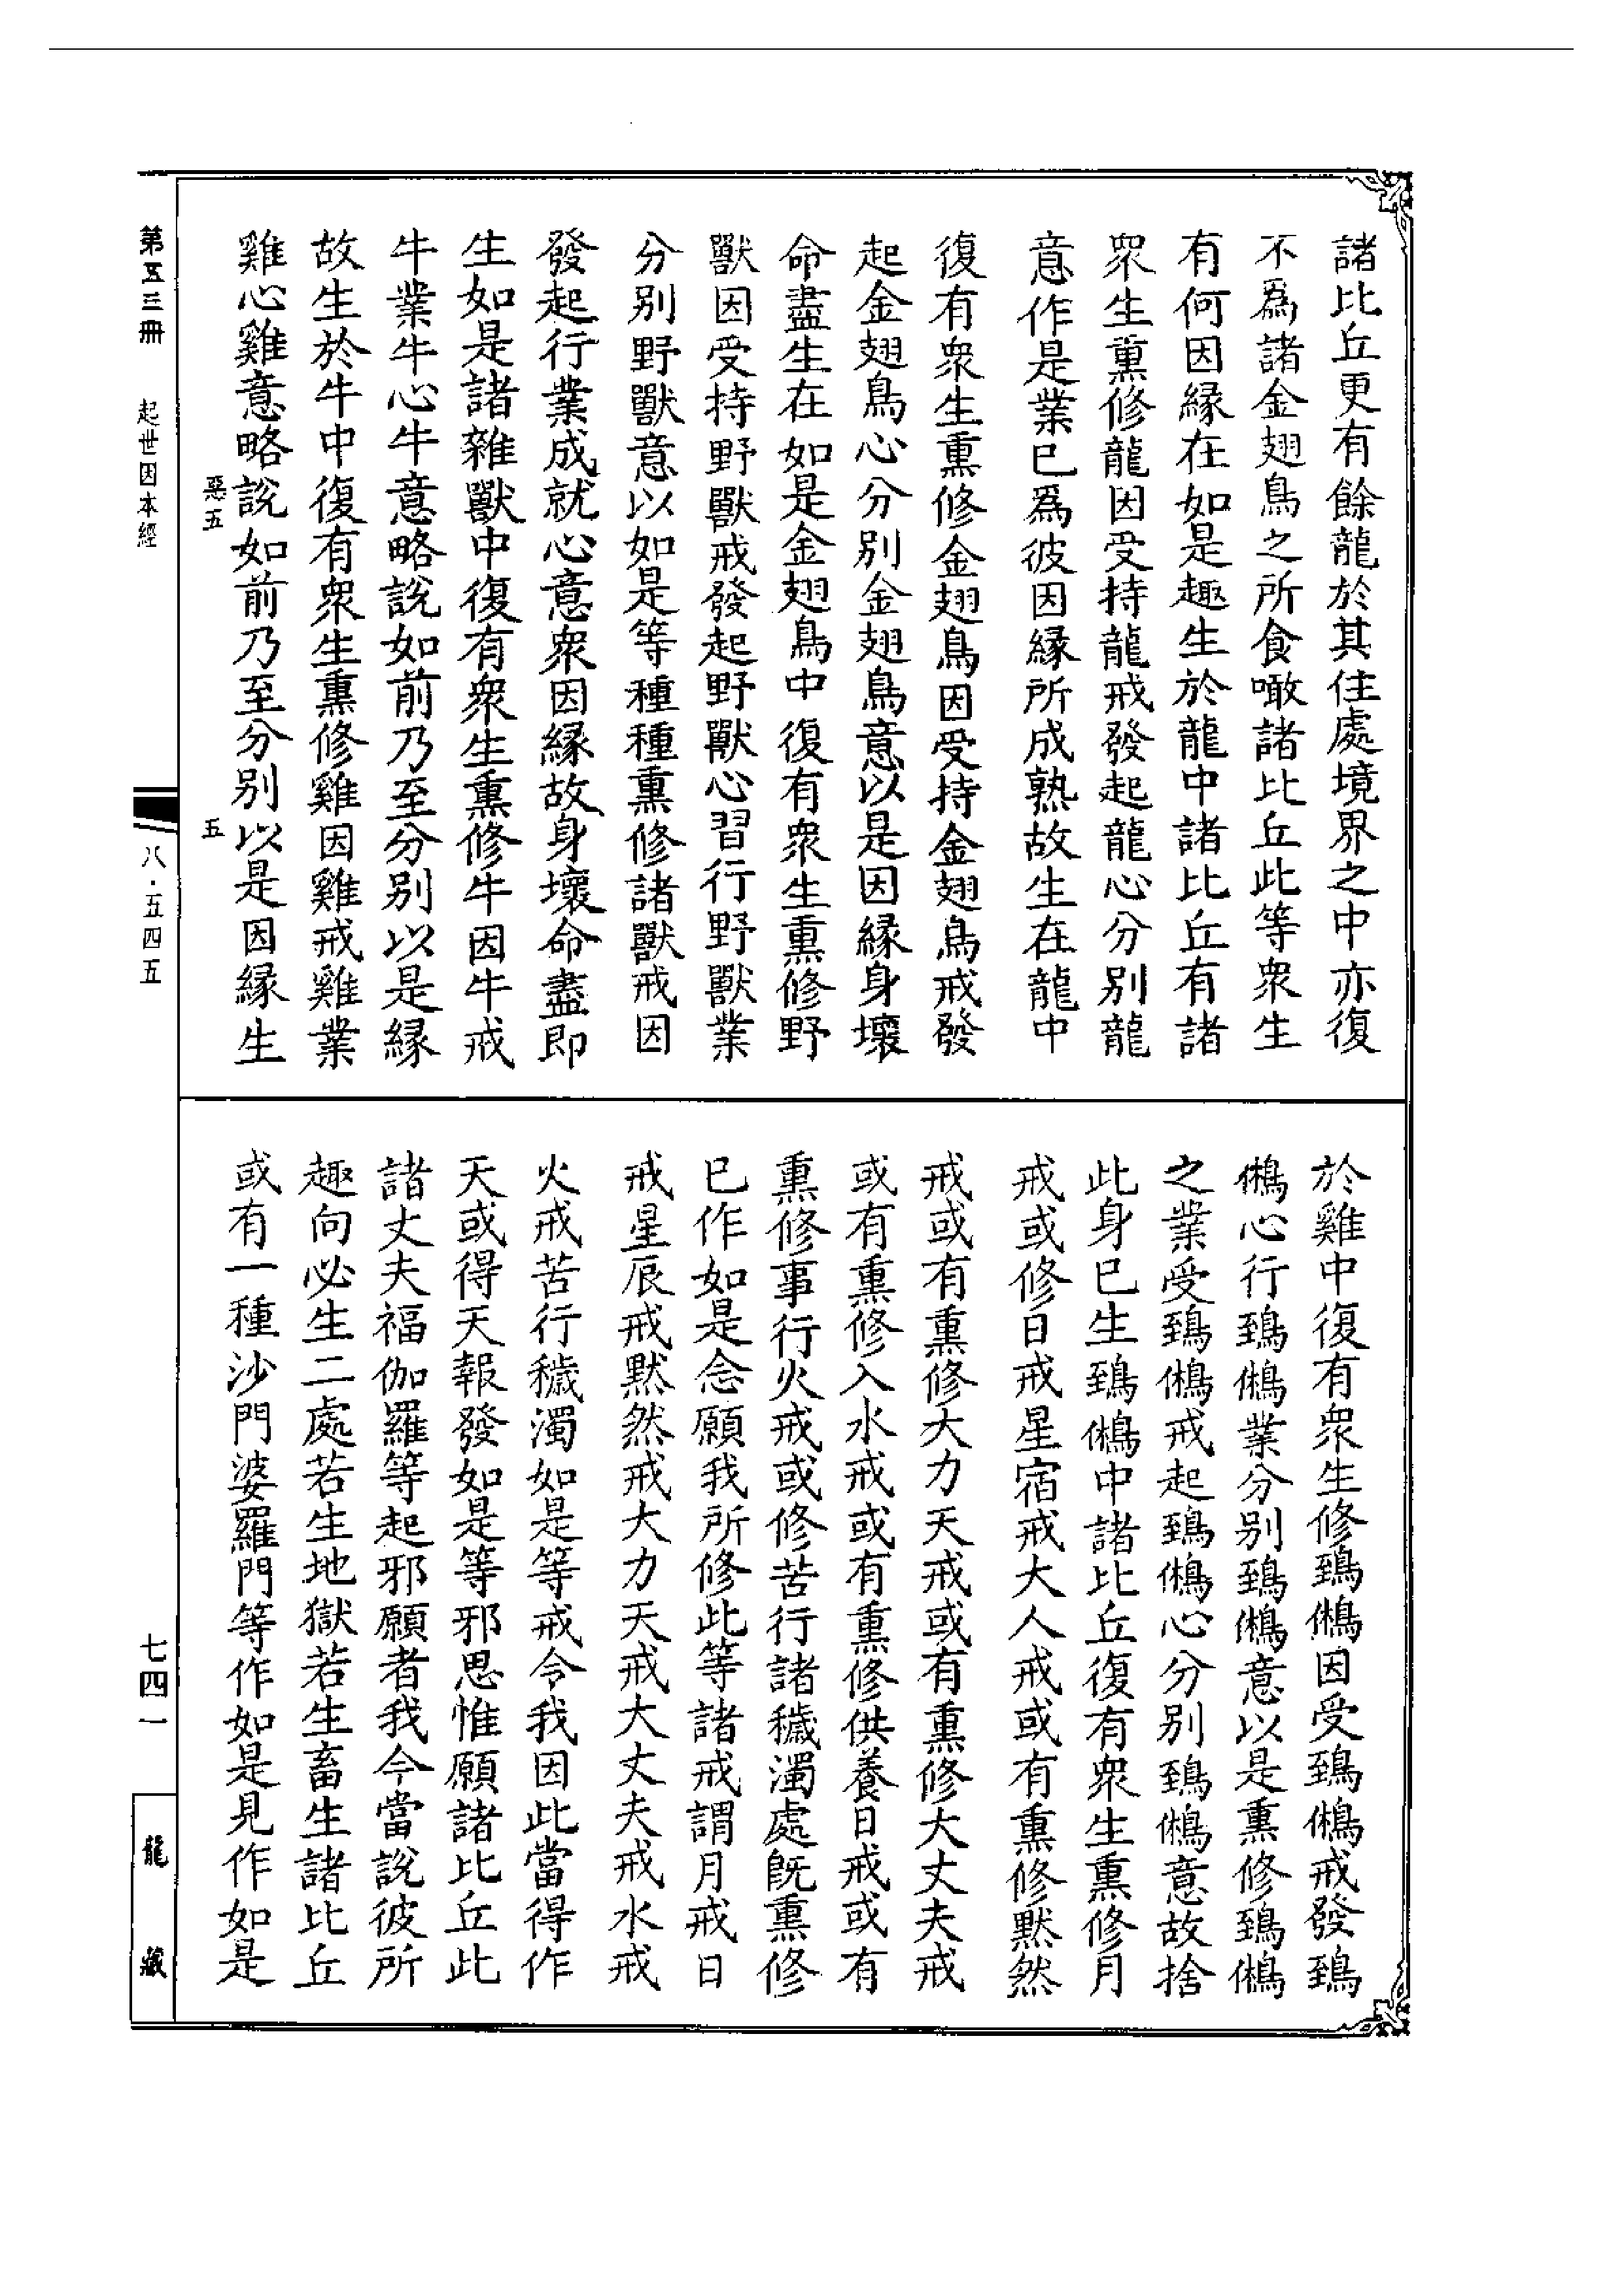 諸比丘更有餘龍於其住處境界之中亦復
不爲諸金翅鳥之所食噉諸比丘此等衆生
有何因縁在如是趣生於龍中諸比丘有諸
衆生薰修龍因受持龍戒發起龍心分別龍
意作是業已爲彼因縁所成熟故生在龍中
復有衆生熏修金翅鳥因受持金翅鳥戒發
起金翅鳥心分別金翅鳥意以是因縁身壞
命盡生在如是金翅鳥中復有衆生熏修野
獸因受持野獸戒發起野獸心習行野獸業
分別野獸意以如是等種種熏修諸獸戒因
發起行業成就心意衆因縁故身壞命盡即
生如是諸雜獸中復有衆生熏修牛因牛戒
牛業牛心牛意略說如前乃至分別以是縁
故生於牛中復有衆生熏修雞因雞戒雞業
雞心雞意略說如前乃至分別以是因縁生
惡五
五
於雞中復有衆生修鵄鵂因受鵄鵂戒發鵄
鵂心行鵄鵂業分別鵄鵂意以是熏修鵄鵂
之業受鵄鵂戒起鵄鵂心分別鵄鵂意故捨
此身已生鵄鵂中諸比丘復有衆生熏修月
戒或修日戒星宿戒大人戒或有熏修默然
戒或有熏修大力天戒或有熏修大丈夫戒
或有熏修入水戒或有熏修供養日戒或有
熏修事行火戒或修苦行諸穢濁處旣熏修
已作如是念願我所修此等諸戒謂月戒日
戒星辰戒默然戒大力天戒大丈夫戒水戒
火戒苦行穢濁如是等戒令我因此當得作
天或得天報發如是等邪思惟願諸比丘此
諸丈夫福伽羅等起邪願者我今當說彼所
趣向必生二處若生地獄若生畜生諸比丘
或有一種沙門婆羅門等作如是見作如是
第五三冊
起世因本經
八·五四五
七四一
龍藏